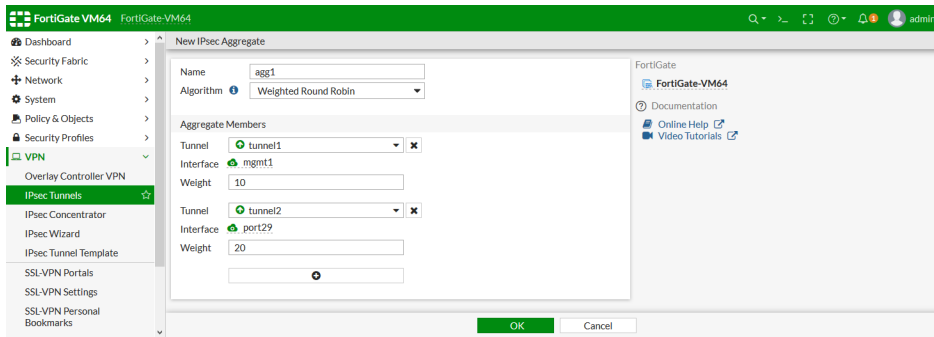 FortiGate VM64 FortiGate-VM64
1
admin
Dashboard
Security Fabric
Network
System
Policy & Objects
Security Profiles
VPN
Overlay Controller VPN
IPsec Tunnels
IPsec Concentrator
IPsec Wizard
IPsec Tunnel Template
SSL-VPN Portals
SSL-VPN Settings
SSL-VPN Personal
Bookmarks
New IPsec Aggregate
Name agg1
Algorithm Weighted Round Robin
Aggregate Members
Tunnel tunnel1
Interface mgmt1
Weight 10
Tunnel tunnel2
Interface port29
Weight 20
OK Cancel
FortiGate
FortiGate-VM64
Documentation
Online Help
Video Tutorials